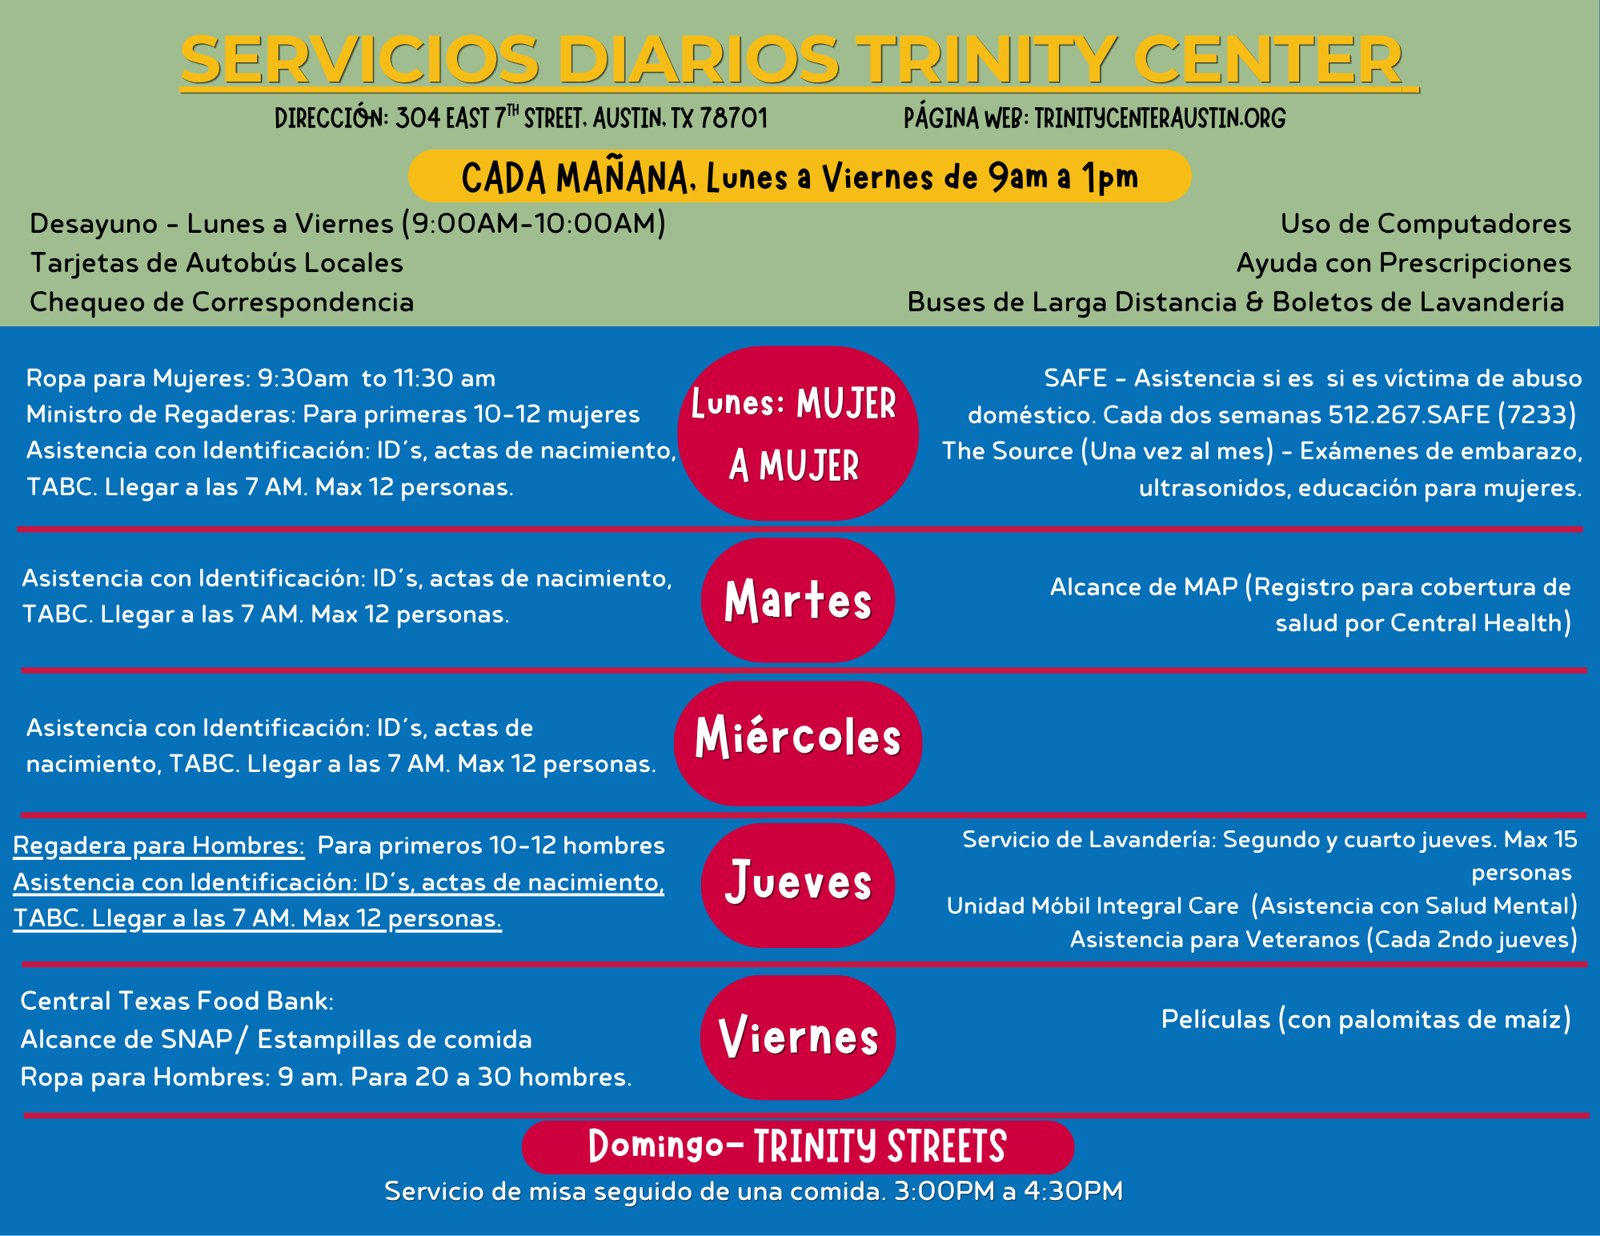 SERVICIOS DIARIOS TRINITY CENTER
DIRECCIÓN: 304 EAST 7TH STREET, AUSTIN, TX 78701
PÁGINA WEB: TRINITYCENTERAUSTIN.ORG
CADA MAÑANA, Lunes a Viernes de 9am a 1pm
Desayuno - Lunes a Viernes (9:00AM-10:00AM)
Tarjetas de Autobús Locales
Chequeo de Correspondencia
Uso de Computadores
Ayuda con Prescripciones
Buses de Larga Distancia & Boletos de Lavandería
Ropa para Mujeres: 9:30am to 11:30 am
Ministro de Regaderas: Para primeras 10-12 mujeres
Asistencia con Identificación: ID´s, actas de nacimiento,
TABC. Llegar a las 7 AM. Max 12 personas.
Lunes: MUJER
A MUJER
SAFE - Asistencia si es si es víctima de abuso
doméstico. Cada dos semanas 512.267.SAFE (7233)
The Source (Una vez al mes) - Exámenes de embarazo,
ultrasonidos, educación para mujeres.
Asistencia con Identificación: ID´s, actas de nacimiento,
TABC. Llegar a las 7 AM. Max 12 personas.
Martes
Alcance de MAP (Registro para cobertura de
salud por Central Health)
Asistencia con Identificación: ID´s, actas de
nacimiento, TABC. Llegar a las 7 AM. Max 12 personas.
Miércoles
Regadera para Hombres: Para primeros 10-12 hombres
Asistencia con Identificación: ID´s, actas de nacimiento,
TABC. Llegar a las 7 AM. Max 12 personas.
Jueves
Servicio de Lavandería: Segundo y cuarto jueves. Max 15
personas
Unidad Móbil Integral Care (Asistencia con Salud Mental)
Asistencia para Veteranos (Cada 2ndo jueves)
Central Texas Food Bank:
Alcance de SNAP/ Estampillas de comida
Ropa para Hombres: 9 am. Para 20 a 30 hombres.
Viernes
Películas (con palomitas de maíz)
Domingo- TRINITY STREETS
Servicio de misa seguido de una comida. 3:00PM a 4:30PM